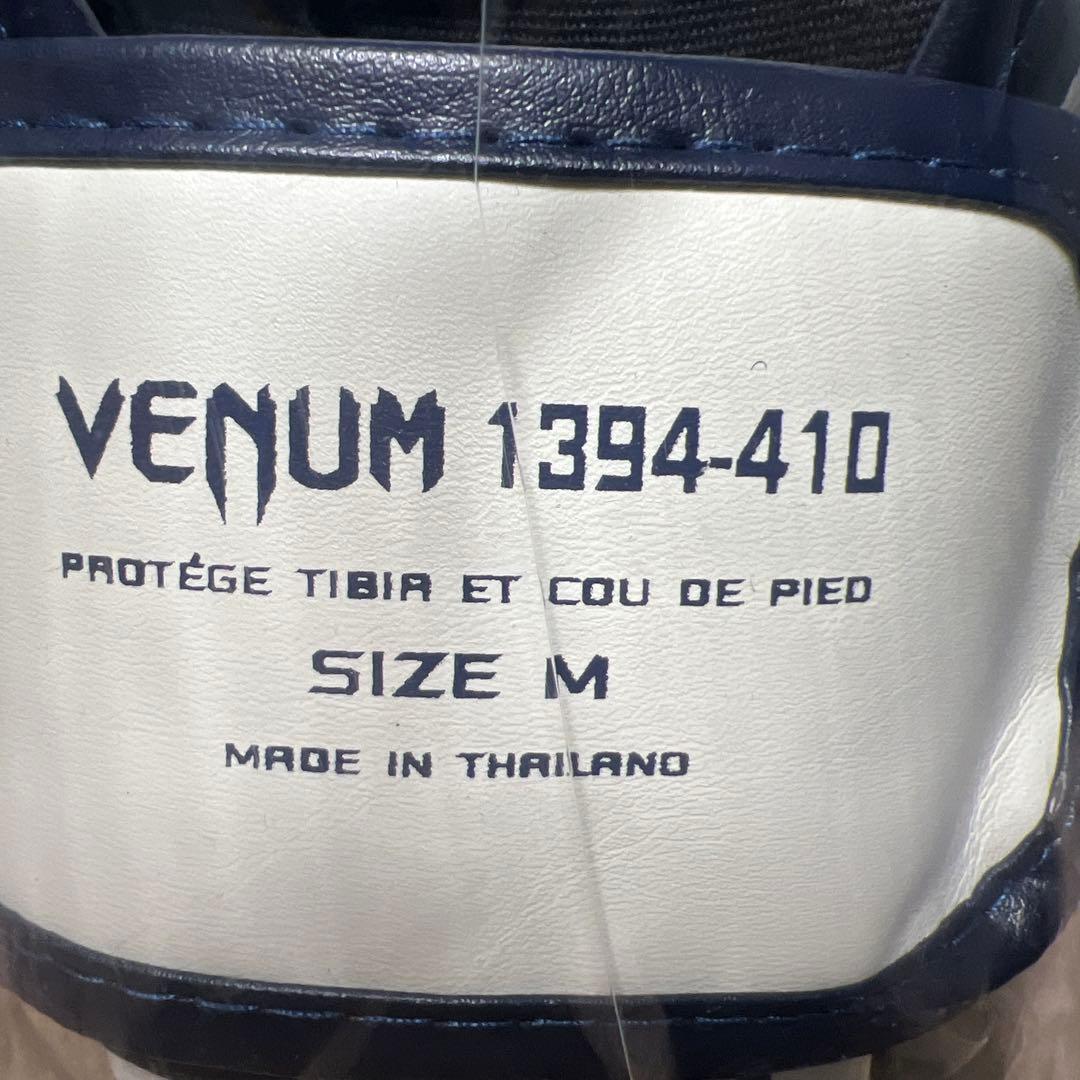 VENUM 1394-410
PROTÉGE TIBIA ET COU DE PIED
SIZE M
MADE IN THAILAND